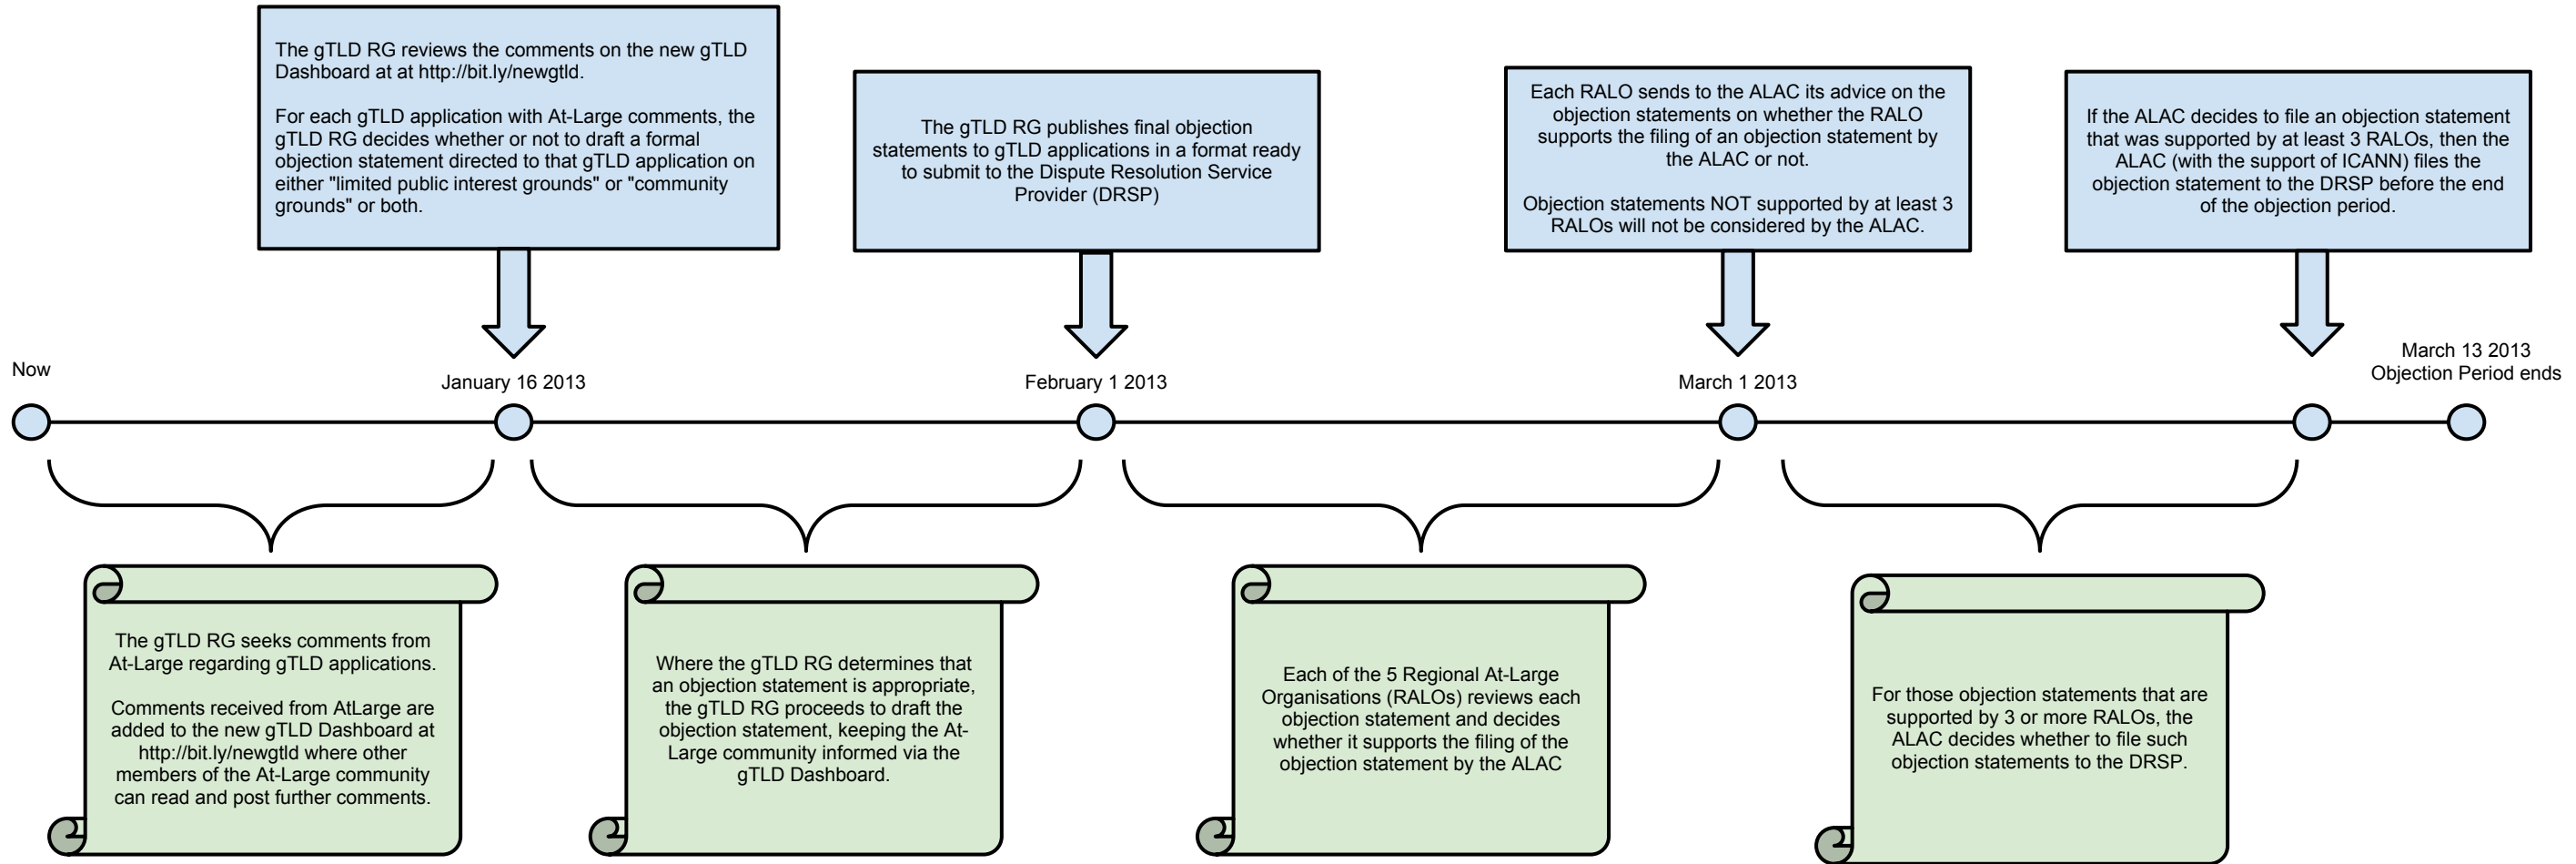 The gTLD RG reviews the comments on the new gTLD
Dashboard at at http://bit.ly/newgtld.
For each gTLD application with At-Large comments, the
gTLD RG decides whether or not to draft a formal
objection statement directed to that gTLD application on
either "limited public interest grounds" or "community
grounds" or both.
The gTLD RG publishes final objection
statements to gTLD applications in a format ready
to submit to the Dispute Resolution Service
Provider (DRSP)
Each RALO sends to the ALAC its advice on the
objection statements on whether the RALO
supports the filing of an objection statement by
the ALAC or not.
Objection statements NOT supported by at least 3
RALOs will not be considered by the ALAC.
If the ALAC decides to file an objection statement
that was supported by at least 3 RALOs, then the
ALAC (with the support of ICANN) files the
objection statement to the DRSP before the end
of the objection period.
Now
January 16 2013
February 1 2013
March 1 2013
March 13 2013
Objection Period ends
The gTLD RG seeks comments from
At-Large regarding gTLD applications.
Comments received from AtLarge are
added to the new gTLD Dashboard at
http://bit.ly/newgtld where other
members of the At-Large community
can read and post further comments.
Where the gTLD RG determines that
an objection statement is appropriate,
the gTLD RG proceeds to draft the
objection statement, keeping the At-
Large community informed via the
gTLD Dashboard.
Each of the 5 Regional At-Large
Organisations (RALOs) reviews each
objection statement and decides
whether it supports the filing of the
objection statement by the ALAC
For those objection statements that are
supported by 3 or more RALOs, the
ALAC decides whether to file such
objection statements to the DRSP.